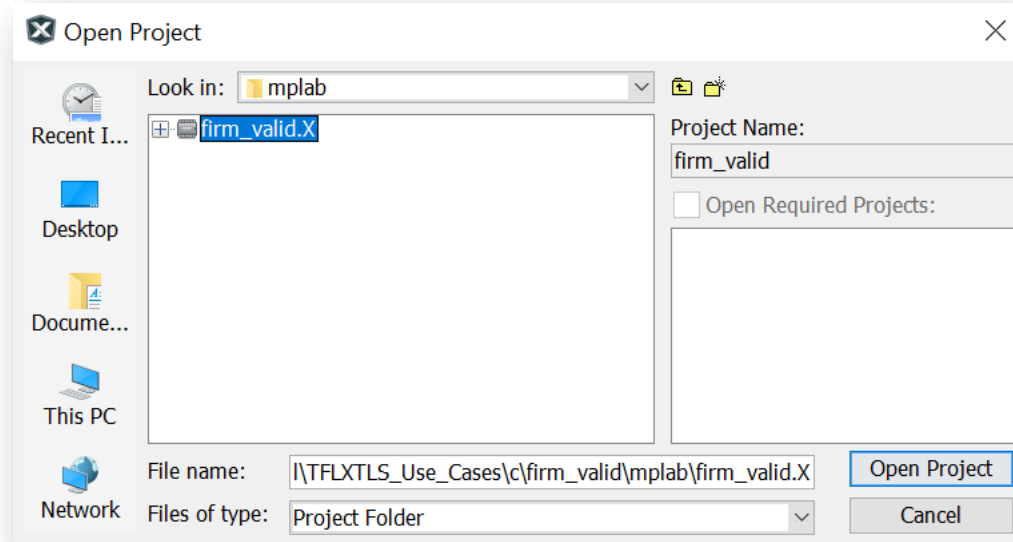 Open Project
Look in: mplab
Recent I...
firm_valid.X
Project Name:
firm_valid
Open Required Projects:
Desktop
Docume...
This PC
Network
File name: l\TFLXTLS_Use_Cases\c\firm_valid\mplab\firm_valid.X
Open Project
Files of type: Project Folder
Cancel